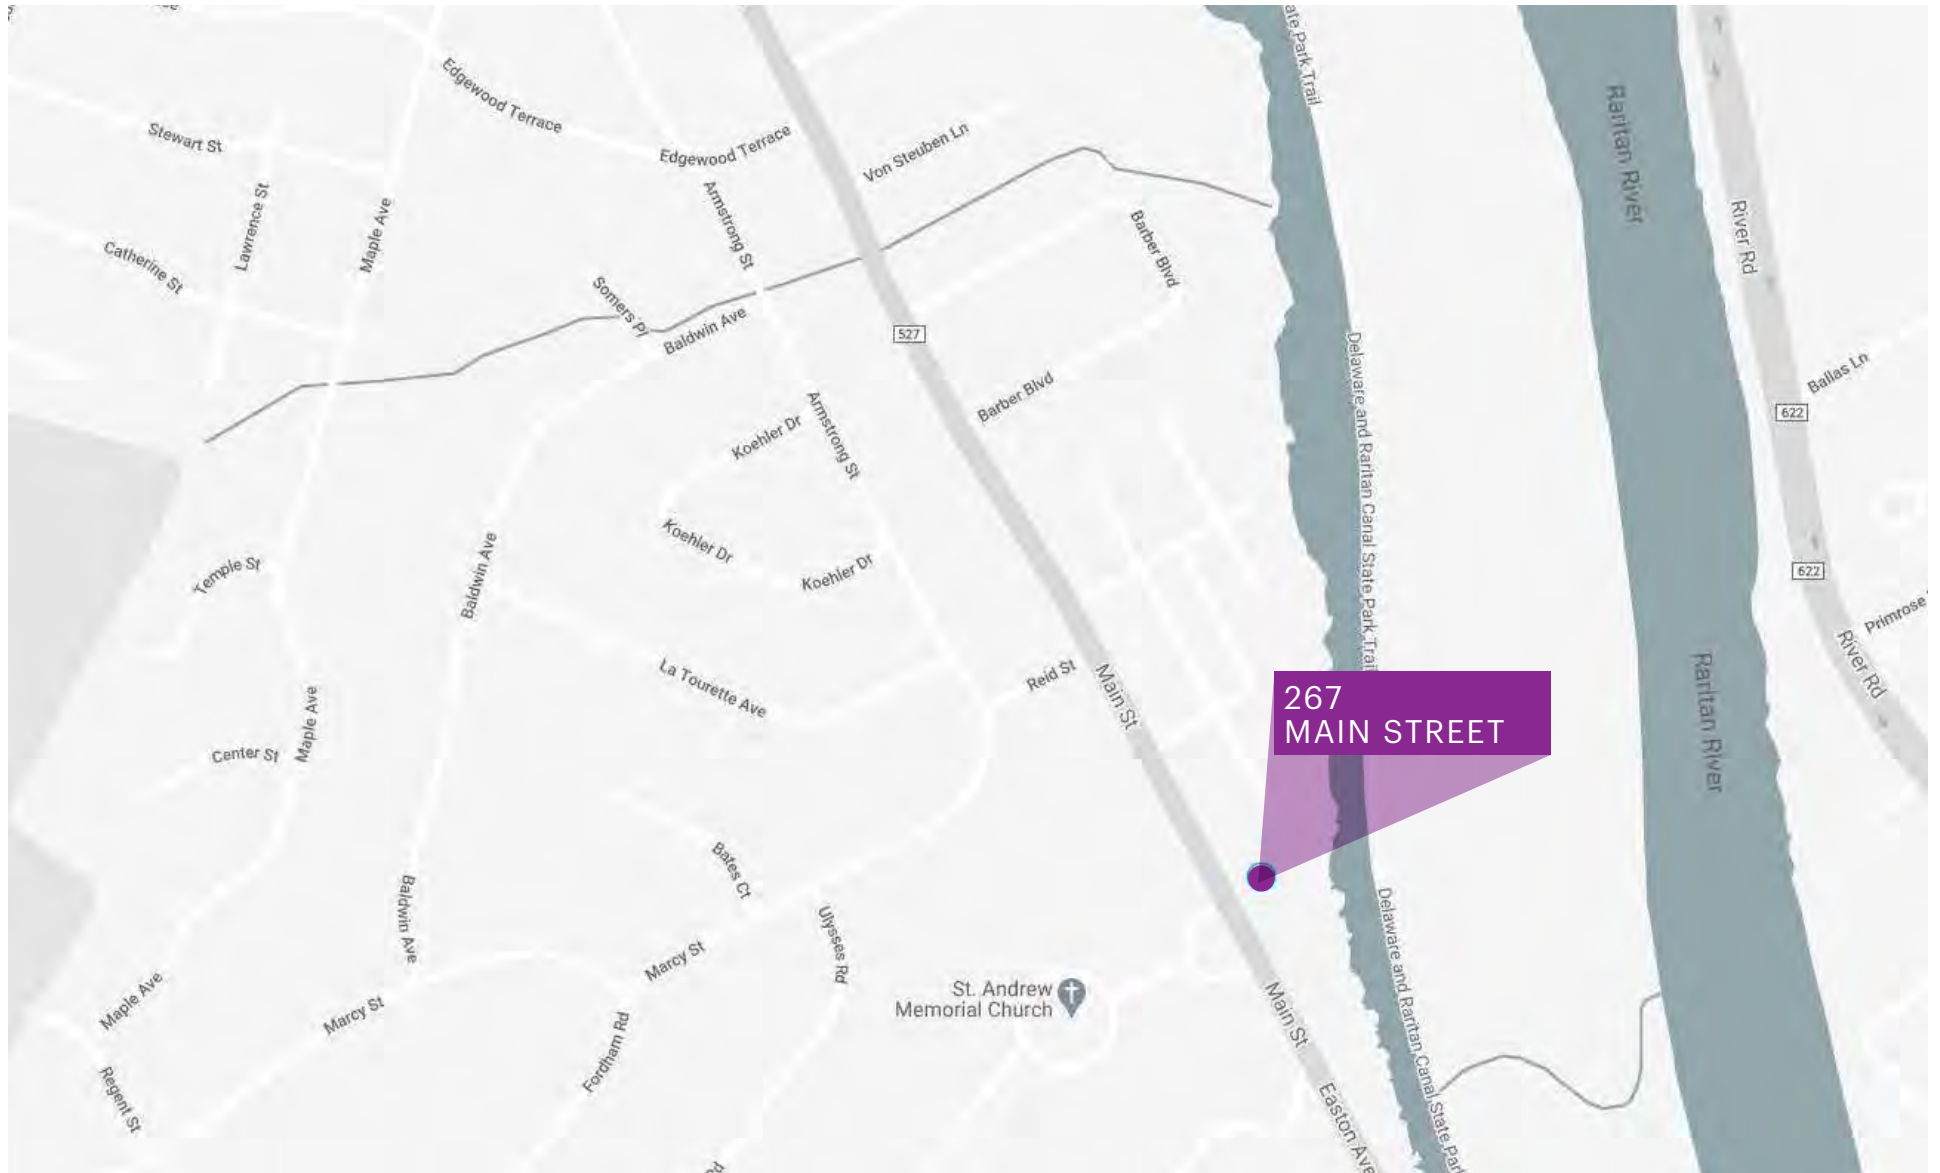 ate Park Trail
Edgewood Terrace
Stewart St
Edgewood Terrace
Von Steuben Ln
Raritan River
Lawrence St
Maple Ave
Armstrong St
Barber Blvd
River Rd
Catherine St
Somers Pl
Baldwin Ave
527
Delaware and Raritan Canal State Park Trail
Ballas Ln
622
Barber Blvd
Koehler Dr
Armstrong St
Koehler Dr
Koehler Dr
Temple St
Baldwin Ave
622
Primrose
River Rd
La Tourette Ave
Reid St
Main St
267
MAIN STREET
Raritan River
Maple Ave
Center St
Bates Ct
Baldwin Ave
Ulysses Rd
Marcy St
Delaware and Raritan Canal State Park
St. Andrew
Memorial Church
Maple Ave
Marcy St
Main St
Fordham Rd
Regent St
Easton Ave
Rd